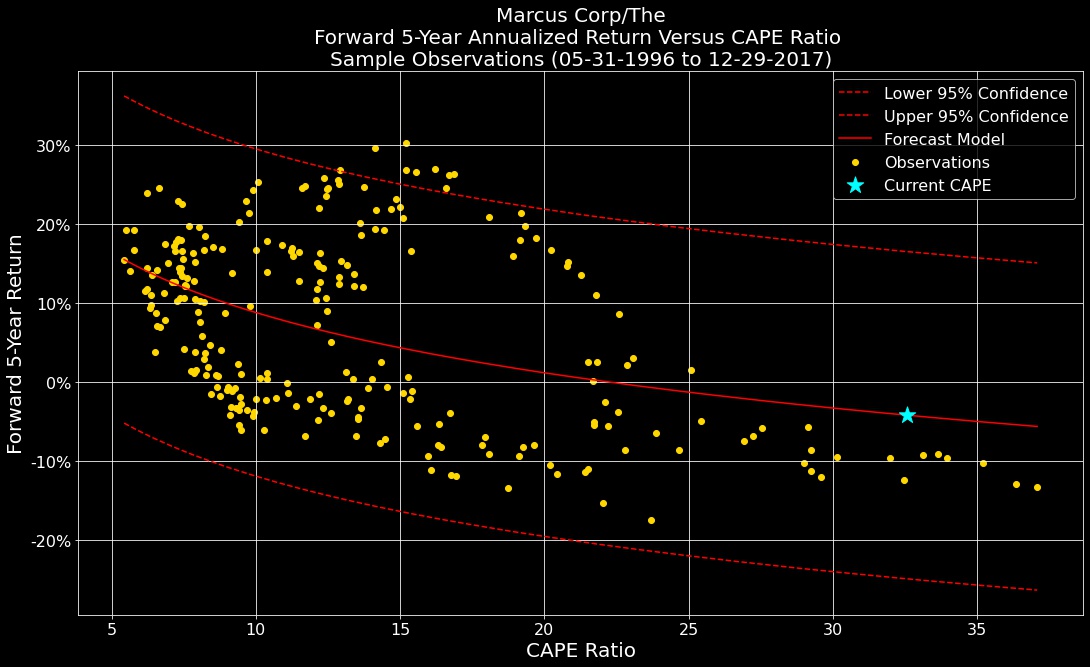 Marcus Corp/The
Forward 5-Year Annualized Return Versus CAPE Ratio
Sample Observations (05-31-1996 to 12-29-2017)
Lower 95% Confidence
Upper 95% Confidence
Forecast Model
Observations
Current CAPE
Forward 5-Year Return
30%
20%
10%
0%
-10%
-20%
5 10 15 20 25 30 35
CAPE Ratio